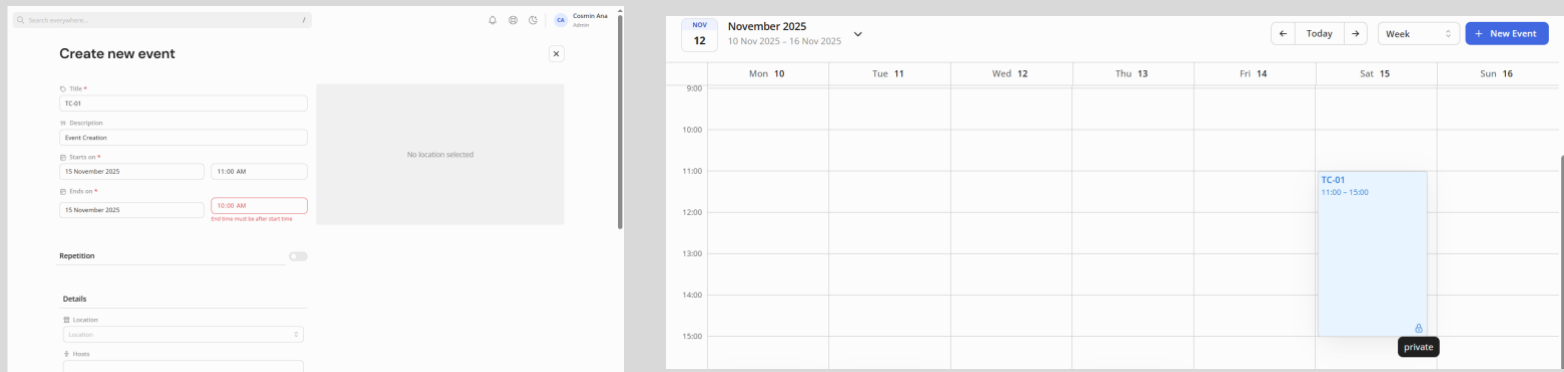 Search everywhere...
/
CA
Cosmin Ana
Admin
Create new event
Title *
TC-01
Description
Event Creation
Starts on *
15 November 2025
11:00 AM
Ends on *
15 November 2025
10:00 AM
End time must be after start time
No location selected
Repetition
Details
Location
Location
Hosts
NOV
12
November 2025
10 Nov 2025 – 16 Nov 2025
Today
Week
+ New Event
Mon 10
Tue 11
Wed 12
Thu 13
Fri 14
Sat 15
Sun 16
9:00
10:00
11:00
12:00
13:00
14:00
15:00
TC-01
11:00 – 15:00
private